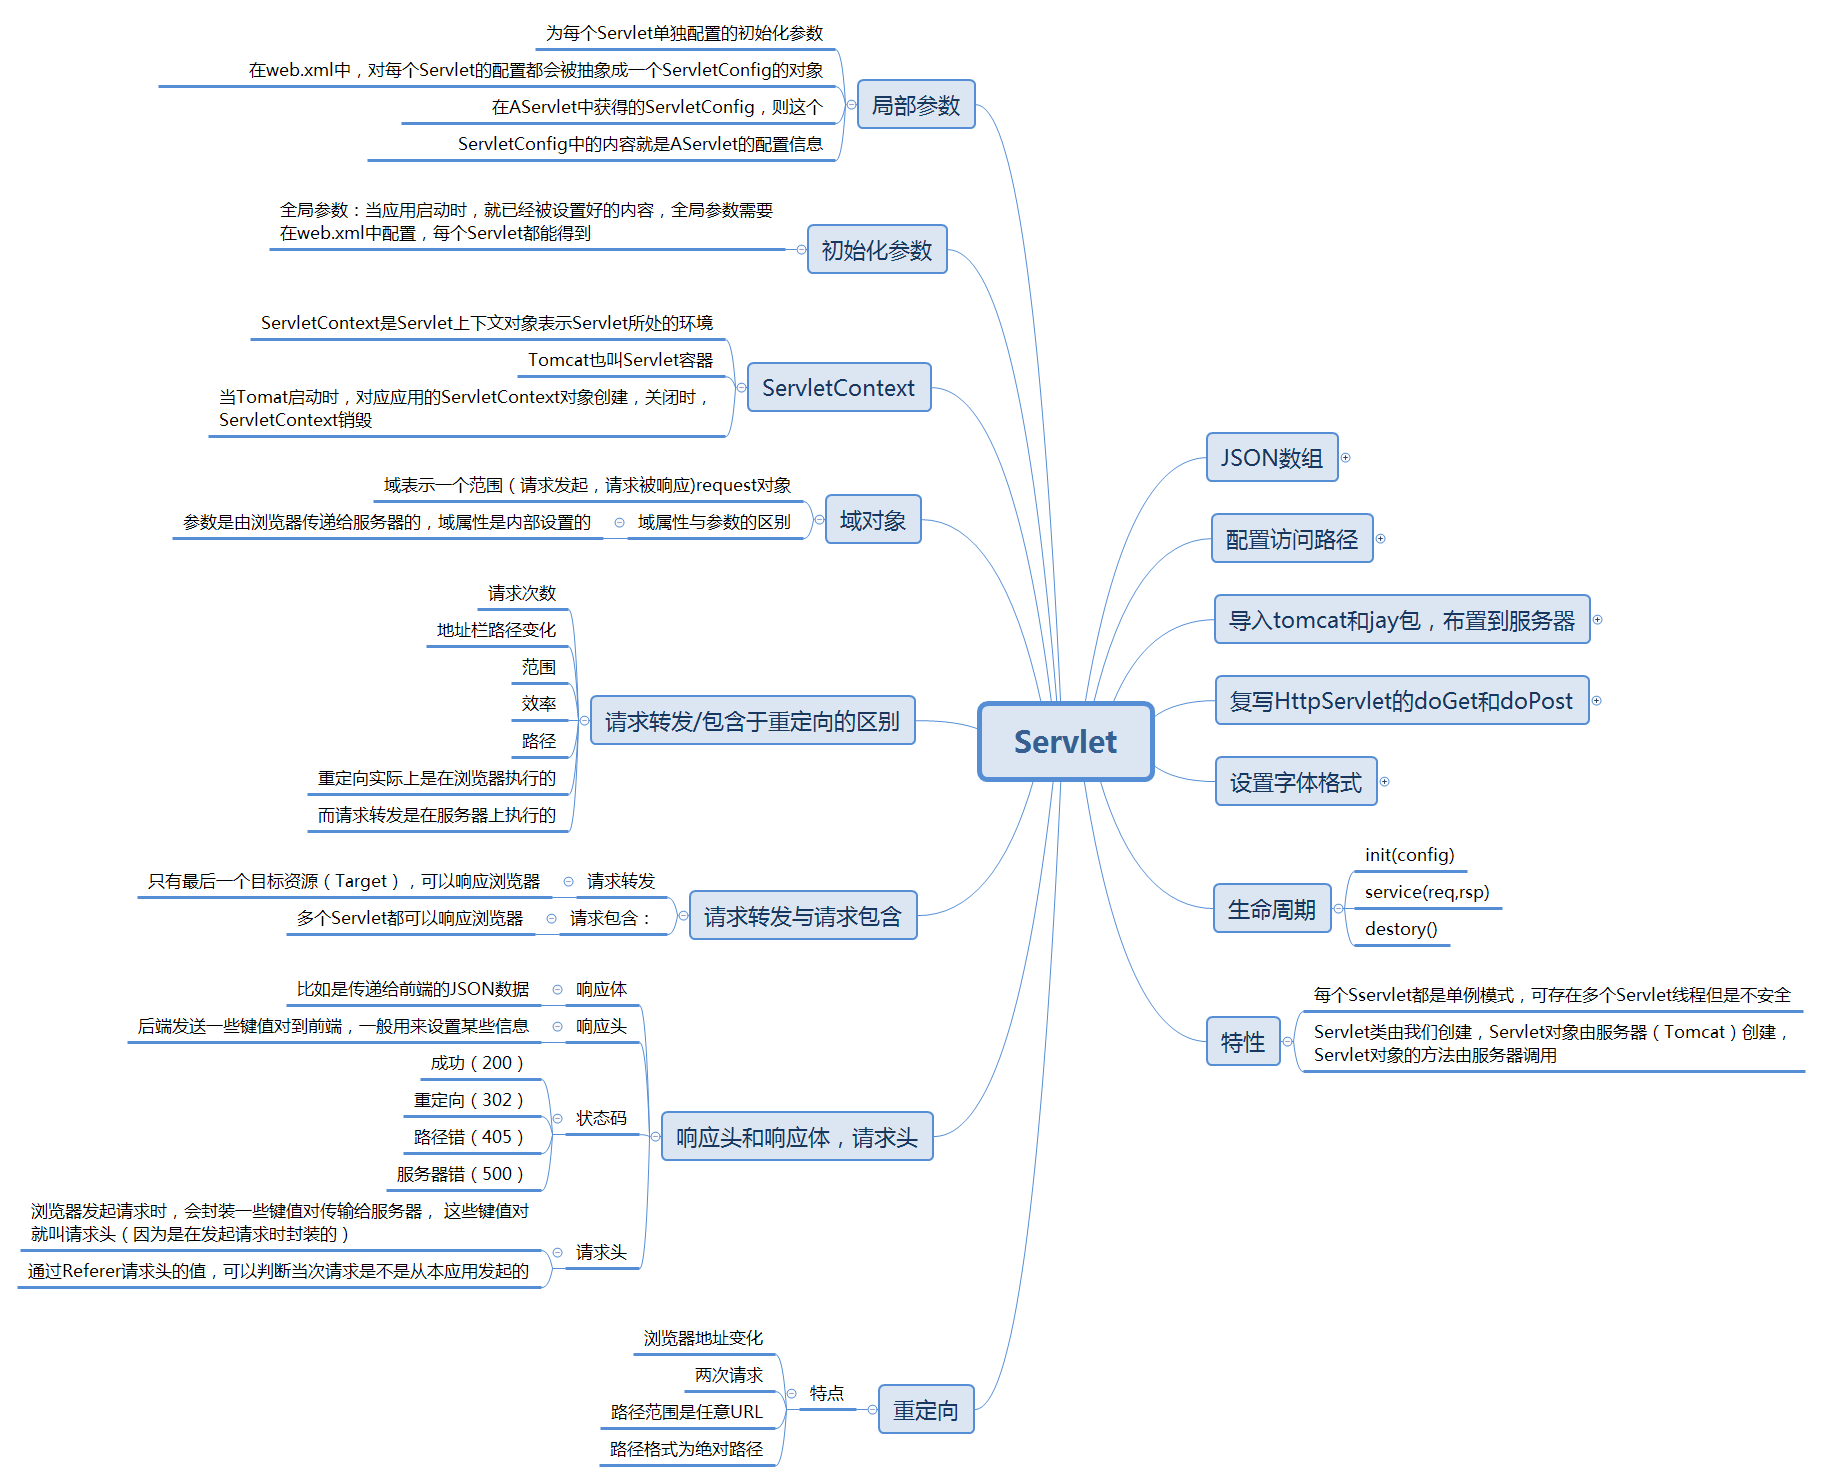 为每个Servlet单独配置的初始化参数
在web.xml中，对每个Servlet的配置都会被抽象成一个ServletConfig的对象
在AServlet中获得的ServletConfig，则这个
ServletConfig中的内容就是AServlet的配置信息
局部参数
全局参数：当应用启动时，就已经被设置好的内容，全局参数需要
在web.xml中配置，每个Servlet都能得到
初始化参数
ServletContext是Servlet上下文对象表示Servlet所处的环境
Tomcat也叫Servlet容器
当Tomat启动时，对应应用的ServletContext对象创建，关闭时，
ServletContext销毁
ServletContext
域表示一个范围（请求发起，请求被响应)request对象
参数是由浏览器传递给服务器的，域属性是内部设置的
域属性与参数的区别
域对象
请求次数
地址栏路径变化
范围
效率
路径
重定向实际上是在浏览器执行的
而请求转发是在服务器上执行的
请求转发/包含于重定向的区别
只有最后一个目标资源（Target），可以响应浏览器
请求转发
多个Servlet都可以响应浏览器
请求包含：
请求转发与请求包含
比如是传递给前端的JSON数据
响应体
后端发送一些键值对到前端，一般用来设置某些信息
响应头
成功（200）
重定向（302）
路径错（405）
服务器错（500）
状态码
浏览器发起请求时，会封装一些键值对传输给服务器， 这些键值对
就叫请求头（因为是在发起请求时封装的）
通过Referer请求头的值，可以判断当次请求是不是从本应用发起的
请求头
响应头和响应体，请求头
浏览器地址变化
两次请求
路径范围是任意URL
路径格式为绝对路径
特点
重定向
Servlet
JSON数组
配置访问路径
导入tomcat和jay包，布置到服务器
复写HttpServlet的doGet和doPost
设置字体格式
生命周期
init(config)
service(req,rsp)
destory()
特性
每个Sservlet都是单例模式，可存在多个Servlet线程但是不安全
Servlet类由我们创建，Servlet对象由服务器（Tomcat）创建，
Servlet对象的方法由服务器调用